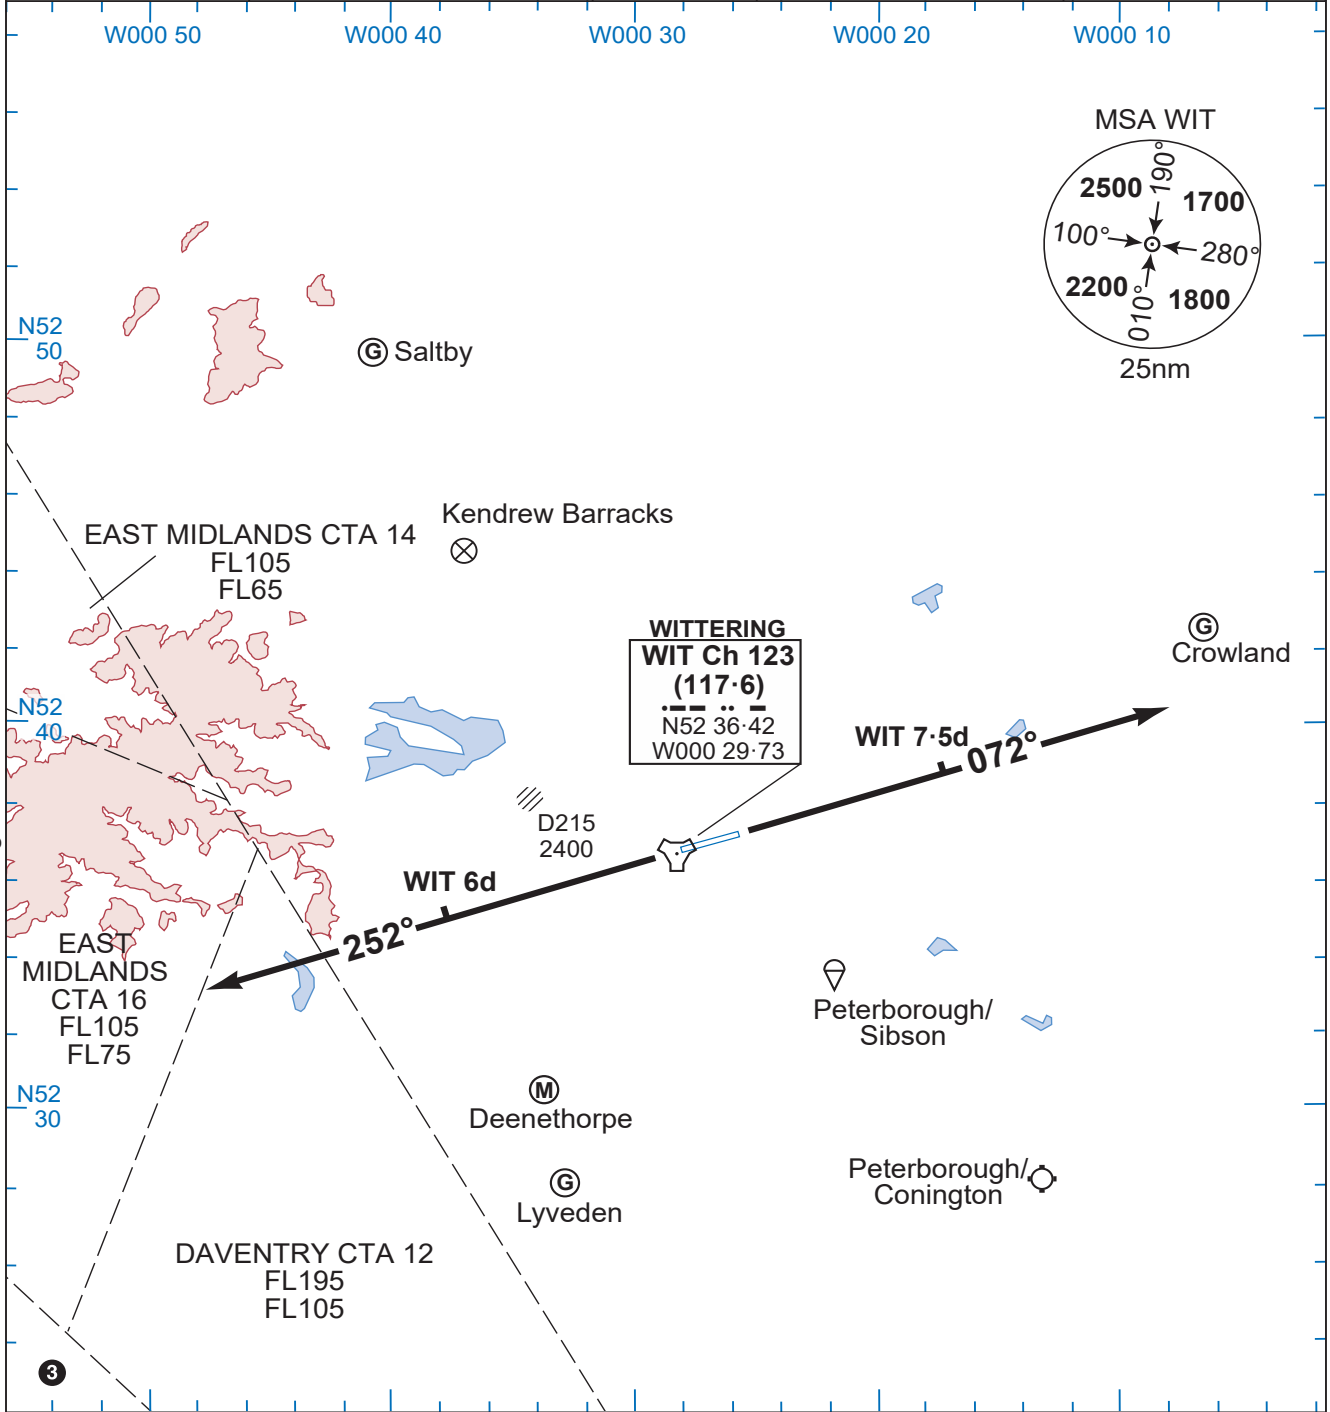 W000 50
W000 40
W000 30
W000 20
W000 10
MSA WIT
2500
190°
1700
100°
280°
2200
010°
1800
25nm
N52
50
G Saltby
Kendrew Barracks
EAST MIDLANDS CTA 14
FL105
FL65
WITTERING
WIT Ch 123
(117·6)
N52 36·42
W000 29·73
G
Crowland
N52
40
WIT 7·5d
072°
D215
2400
WIT 6d
252°
EAST
MIDLANDS
CTA 16
FL105
FL75
Peterborough/
Sibson
N52
30
M
Deenethorpe
Peterborough/
Conington
G
Lyveden
DAVENTRY CTA 12
FL195
FL105
3